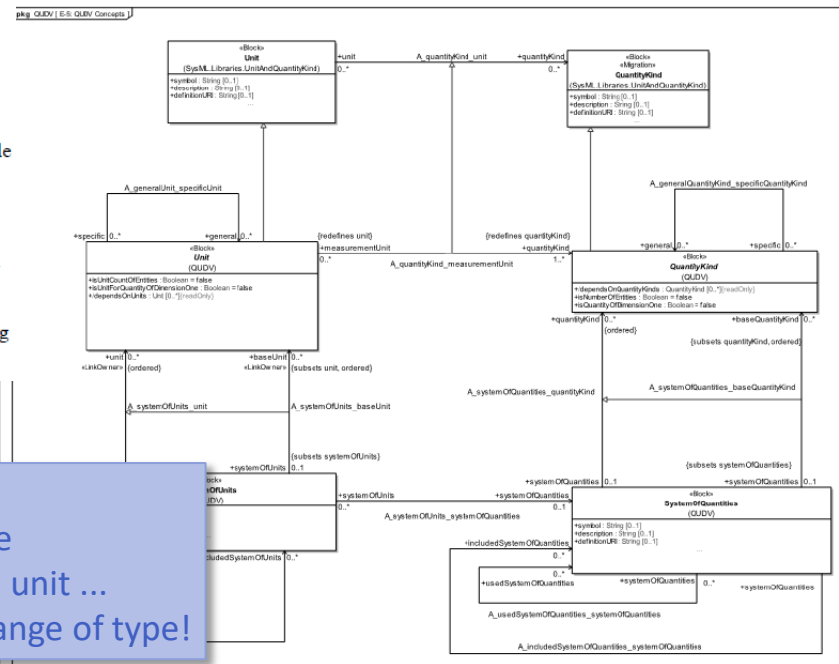 pkg QUDV [ E-5: QUDV Concepts ]
«Block»
Unit
(SysML.Libraries.UnitAndQuantityKind)
+symbol : String [0..1]
+description : String [0..1]
+definitionURI : String [0..1]
...
+unit
0..*
A_quantityKind_unit
+quantityKind
0..*
«Block»
«Migration»
QuantityKind
(SysML.Libraries.UnitAndQuantityKind)
+symbol : String [0..1]
+description : String [0..1]
+definitionURI : String [0..1]
...
A_generalUnit_specificUnit
+specific 0..*
+general 0..*
A_generalQuantityKind_specificQuantityKind
+general 0..*
+specific 0..*
«Block»
Unit
(QUDV)
+isUnitCountOfEntities : Boolean = false
+isUnitForQuantityOfDimensionOne : Boolean = false
+/dependsOnUnits : Unit [0..*]{readOnly}
{redefines unit}
+measurementUnit
0..*
A_quantityKind_measurementUnit
{redefines quantityKind}
+quantityKind
1..*
«Block»
QuantityKind
(QUDV)
+/dependsOnQuantityKinds : QuantityKind [0..*]{readOnly}
+isNumberOfEntities : Boolean = false
+isQuantityOfDimensionOne : Boolean = false
g
+unit 0..*
«LinkOwner» {ordered}
+baseUnit 0..*
«LinkOwner» {subsets unit, ordered}
+quantityKind 0..*
{ordered}
+baseQuantityKind 0..*
{subsets quantityKind, ordered}
A_systemOfUnits_unit
A_systemOfUnits_baseUnit
A_systemOfQuantities_quantityKind
A_systemOfQuantities_baseQuantityKind
{subsets systemOfUnits}
+systemOfUnits 0..1
+systemOfQuantities 0..1
{subsets systemOfQuantities}
+systemOfQuantities 0..1
ock»
OfUnits
DV)
...
+systemOfUnits
0..*
A_systemOfUnits_systemOfQuantities
+systemOfQuantities
0..1
«Block»
SystemOfQuantities
(QUDV)
+symbol : String [0..1]
+description : String [0..1]
+definitionURI : String [0..1]
...
cludedSystemOfUnits 0..*
+includedSystemOfQuantities
0..*
0..*
+usedSystemOfQuantities
+systemOfQuantities 0..*
+systemOfQuantities
A_usedSystemOfQuantities_systemOfQuantities
A_includedSystemOfQuantities_systemOfQuantities
e
unit ...
ange of type!